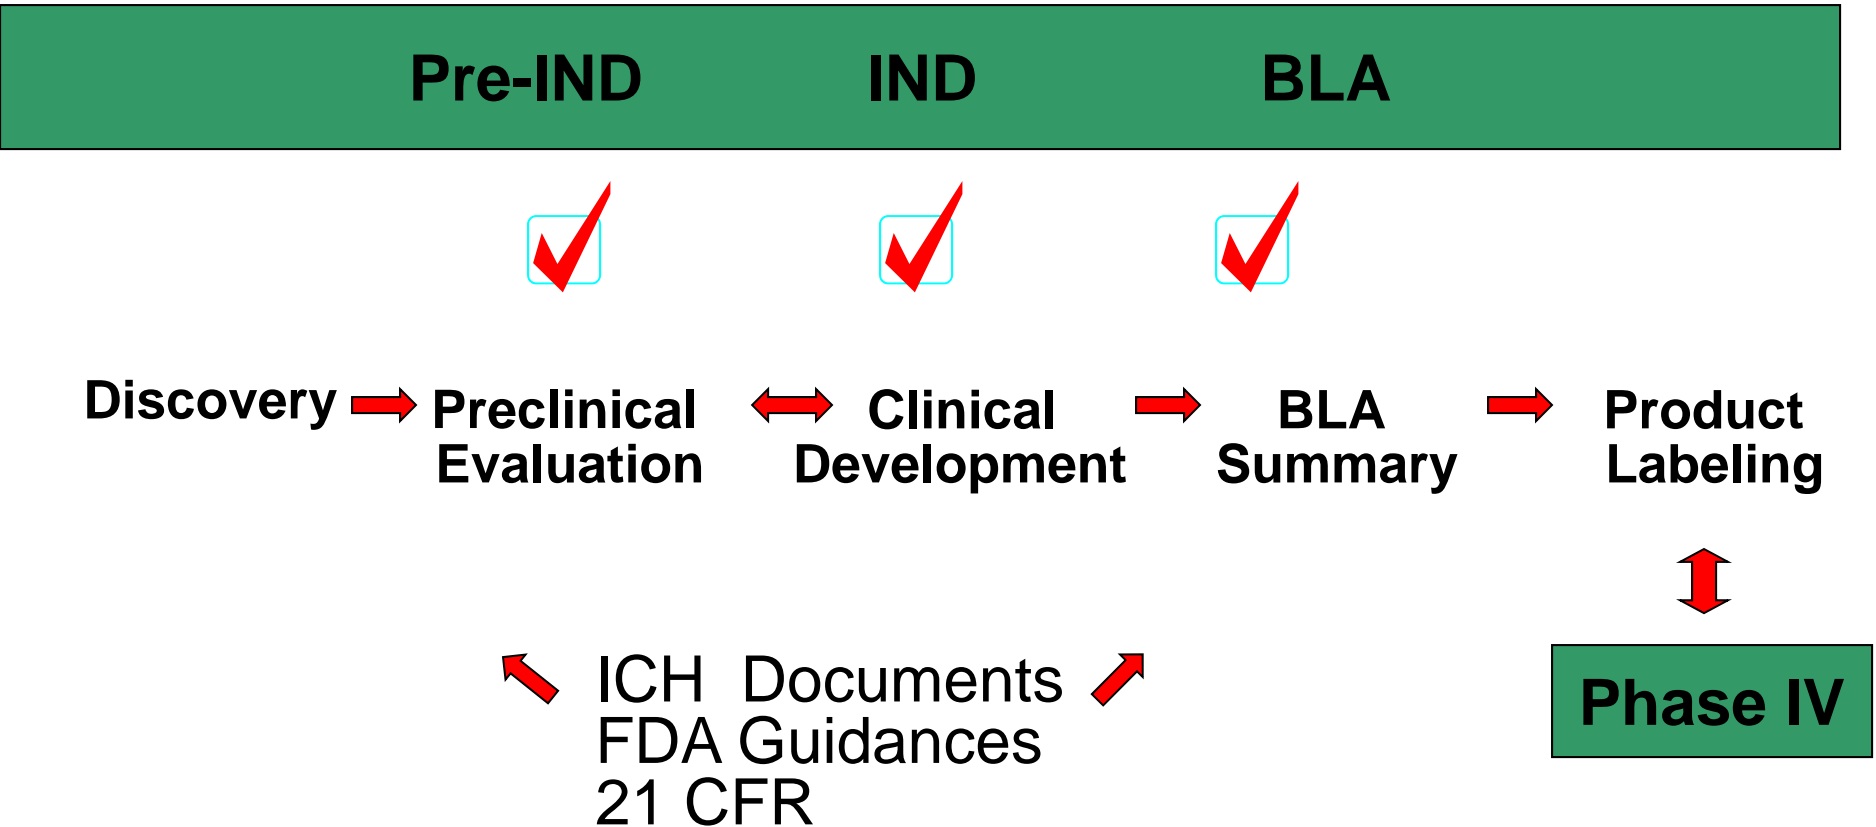 Pre-IND IND BLA
Discovery Preclinical Clinical BLA Product
Evaluation Development Summary Labeling
ICH Documents
FDA Guidances
21 CFR
Phase IV